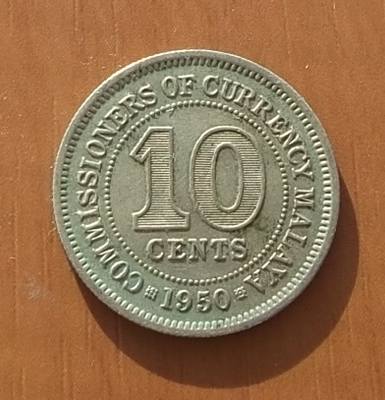 COMMISSIONERS OF CURRENCY MALAYA
10
CENTS
1950